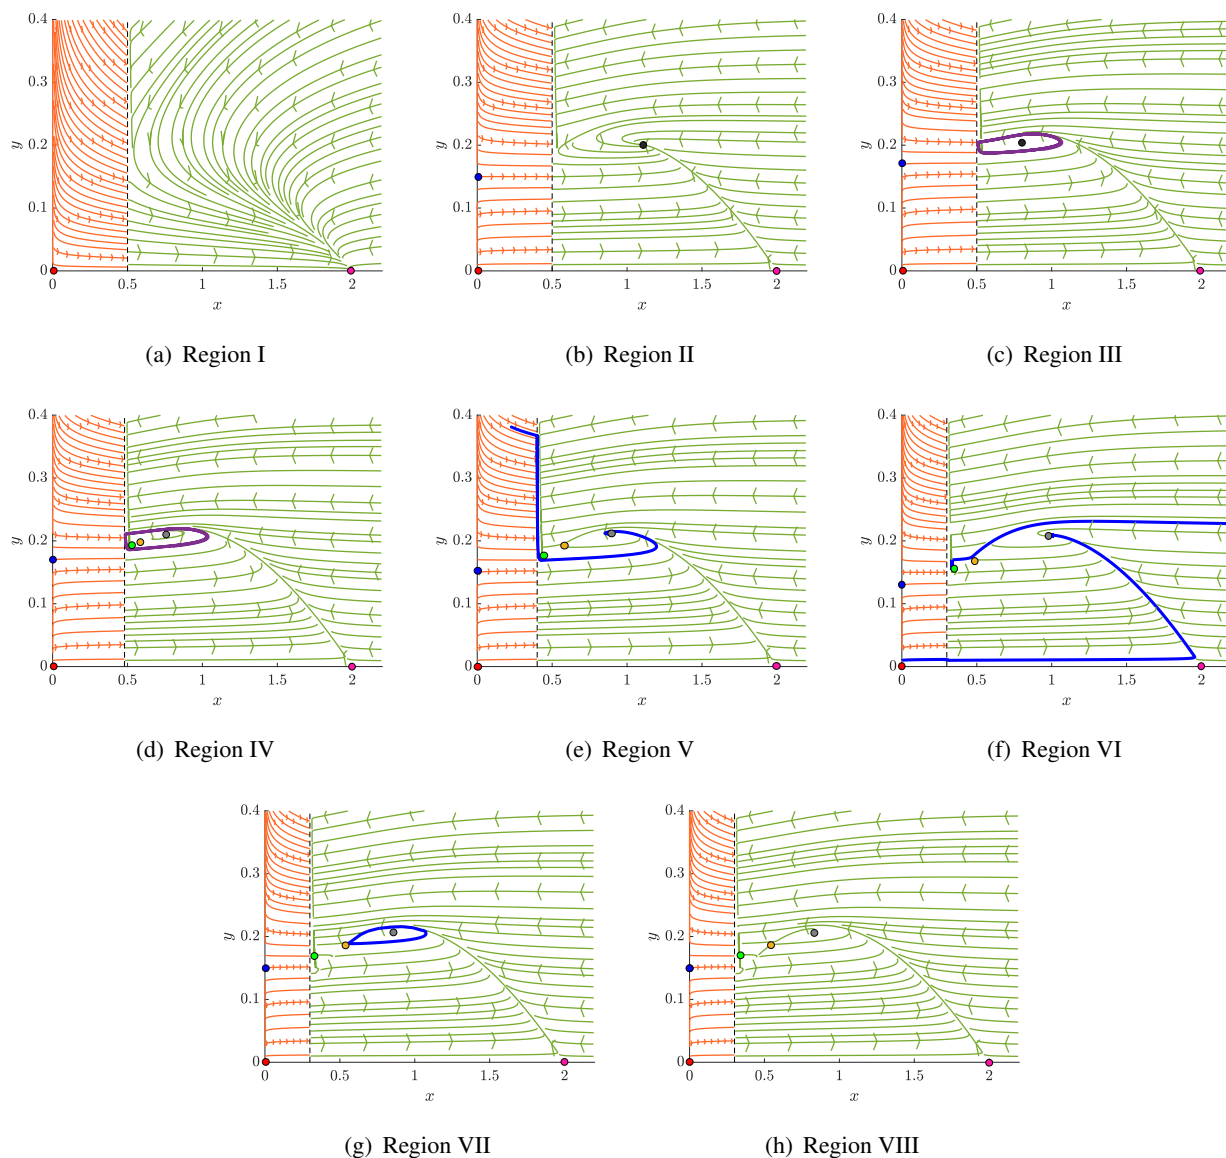 0.4
0.3
0.2
0.1
0
y
0 0.5 1 1.5 2
x
(a) Region I
0.4
0.3
0.2
0.1
0
y
0 0.5 1 1.5 2
x
(b) Region II
0.4
0.3
0.2
0.1
0
y
0 0.5 1 1.5 2
x
(c) Region III
0.4
0.3
0.2
0.1
0
y
0 0.5 1 1.5 2
x
(d) Region IV
0.4
0.3
0.2
0.1
0
y
0 0.5 1 1.5 2
x
(e) Region V
0.4
0.3
0.2
0.1
0
y
0 0.5 1 1.5 2
x
(f) Region VI
0.4
0.3
0.2
0.1
0
y
0 0.5 1 1.5 2
x
(g) Region VII
0.4
0.3
0.2
0.1
0
y
0 0.5 1 1.5 2
x
(h) Region VIII